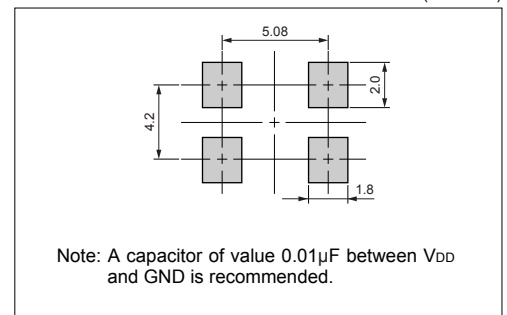 5.08
2.0
4.2
1.8
Note: A capacitor of value 0.01µF between VDD
and GND is recommended.